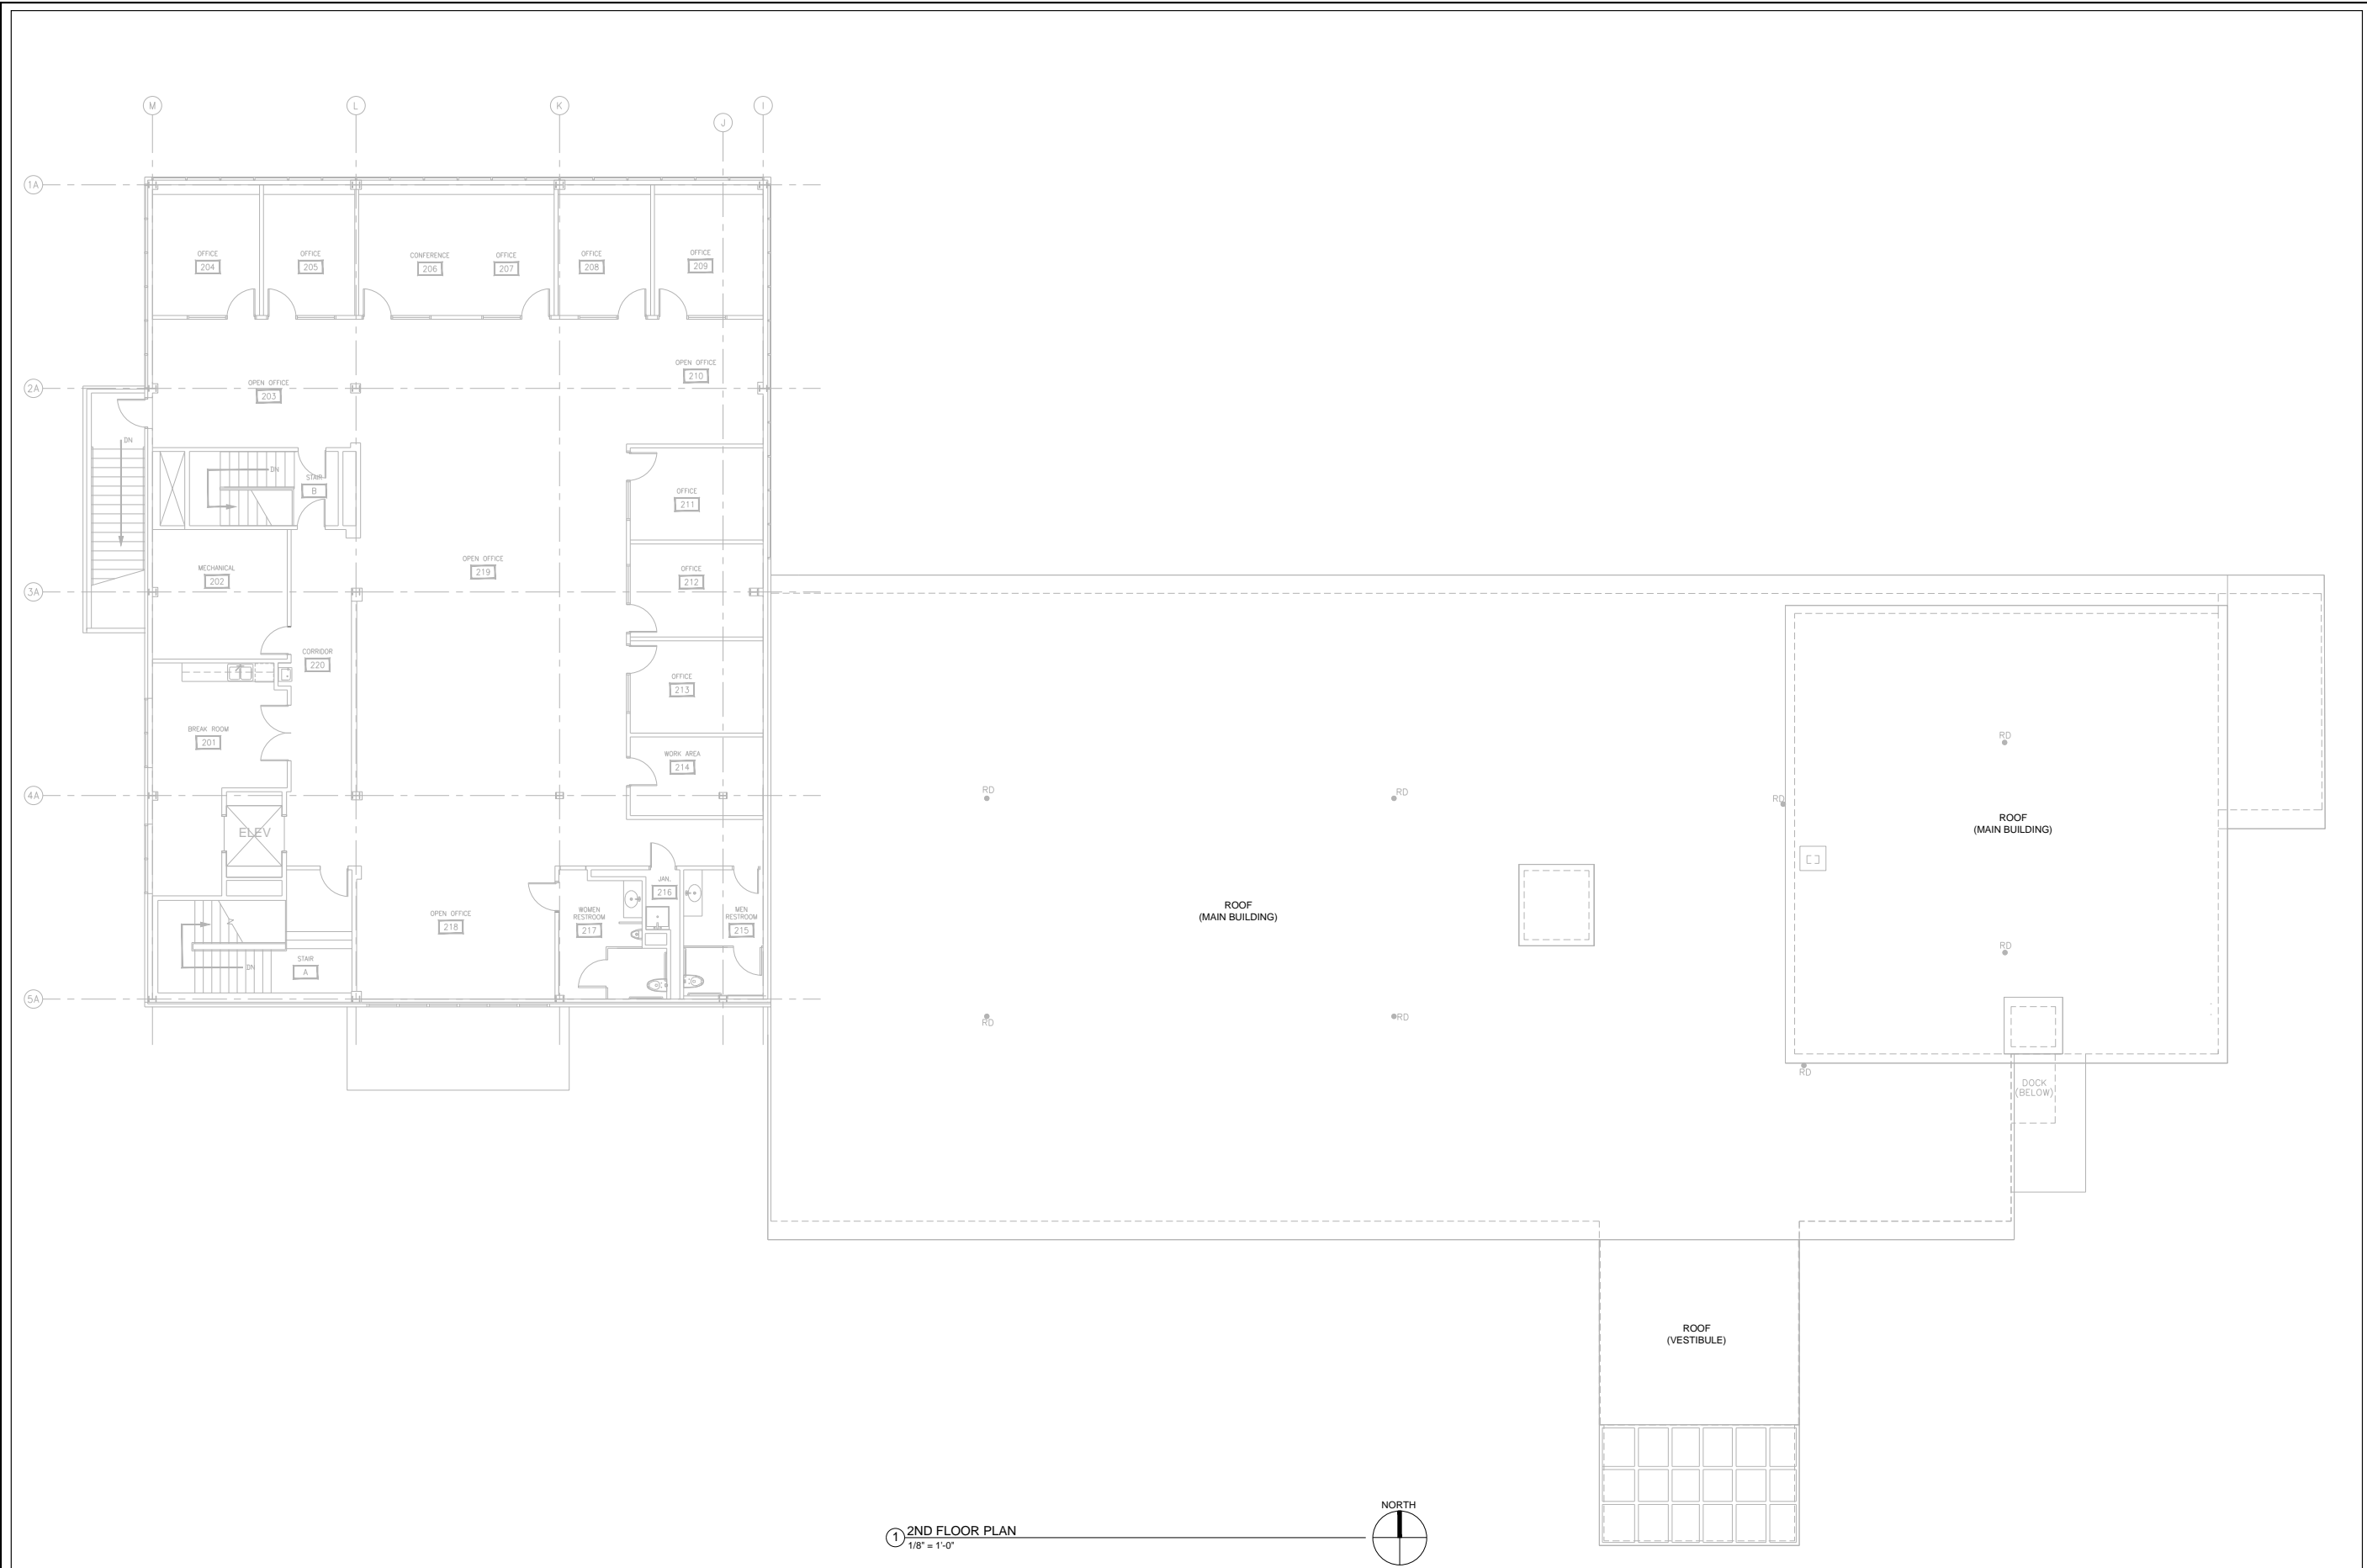 M
L
K
J
I
1A
OFFICE
204
OFFICE
205
CONFERENCE
206
OFFICE
207
OFFICE
208
OFFICE
209
2A
OPEN OFFICE
203
OPEN OFFICE
210
DN
DN
STAIR
B
OFFICE
211
MECHANICAL
202
OPEN OFFICE
219
OFFICE
212
3A
CORRIDOR
220
OFFICE
213
BREAK ROOM
201
WORK AREA
214
4A
ELEV
OPEN OFFICE
218
WOMEN
RESTROOM
217
JAN.
216
MEN
RESTROOM
215
STAIR
A
DN
5A
RD
RD
RD
RD
ROOF
(MAIN BUILDING)
ROOF
(MAIN BUILDING)
RD
RD
RD
RD
DOCK
(BELOW)
ROOF
(VESTIBULE)
1
2ND FLOOR PLAN
1/8" = 1'-0"
NORTH